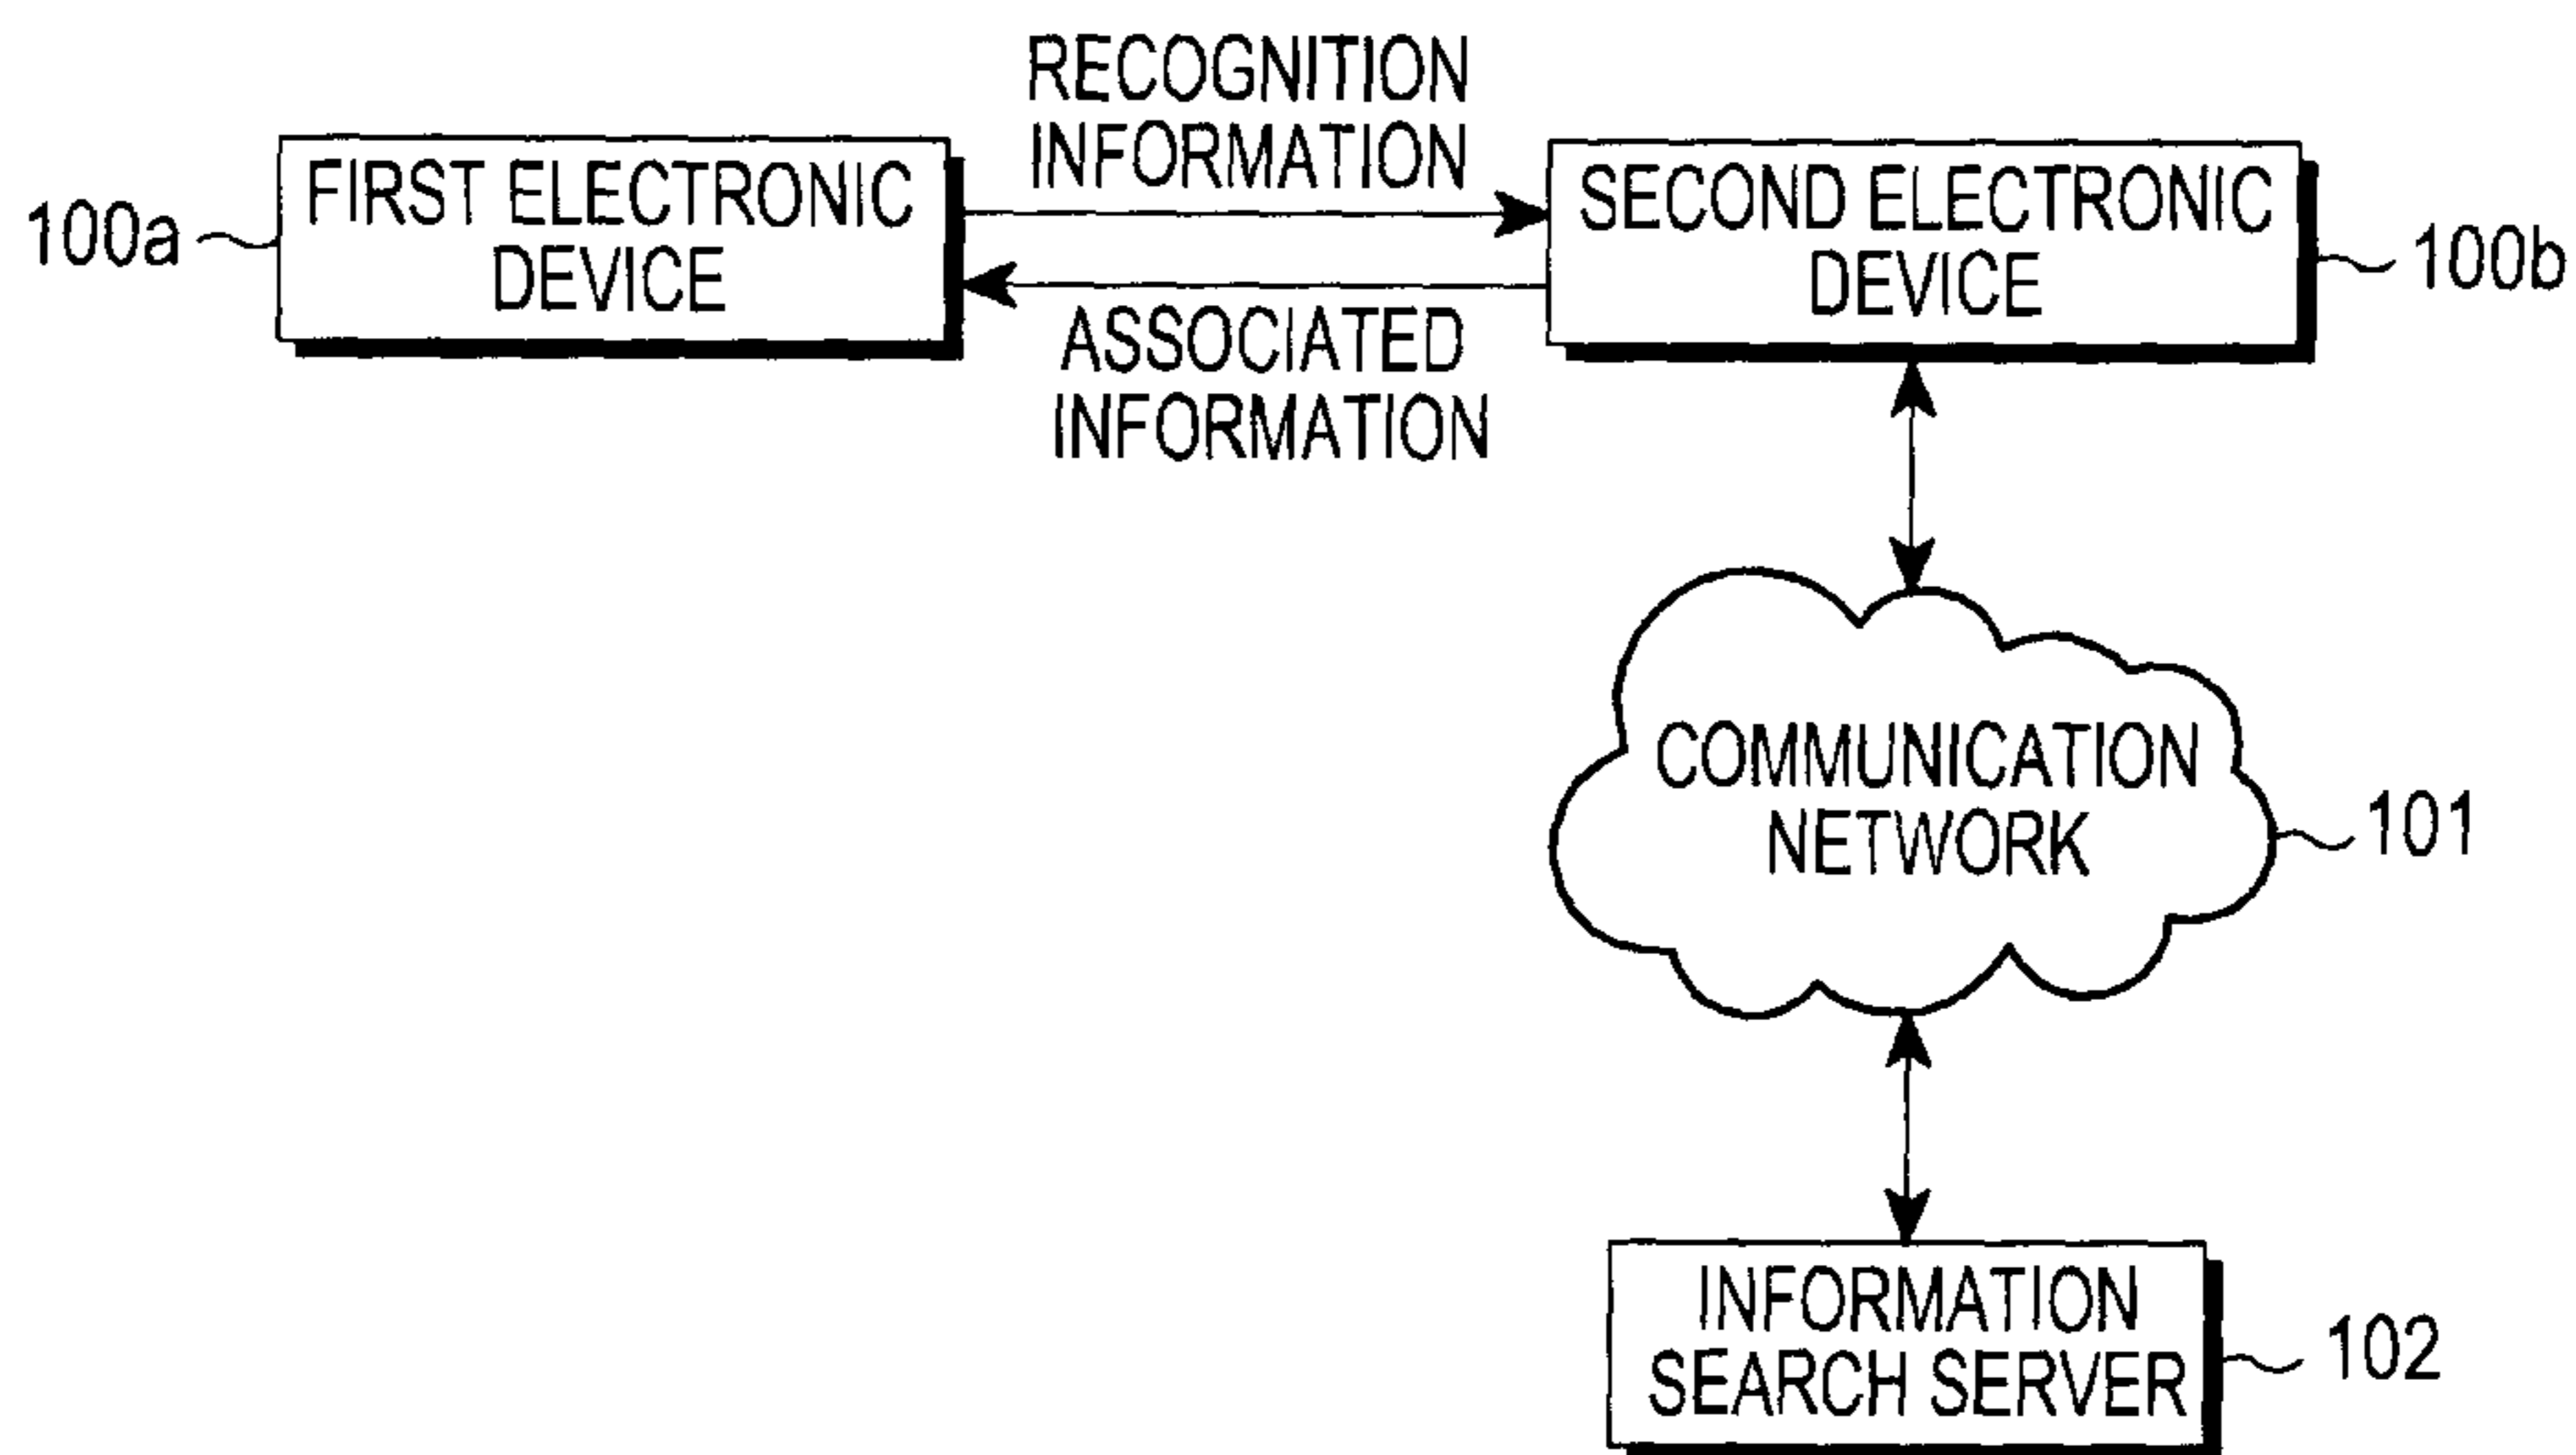 RECOGNITION
INFORMATION
100a
FIRST ELECTRONIC
DEVICE
SECOND ELECTRONIC
DEVICE
100b
ASSOCIATED
INFORMATION
COMMUNICATION
NETWORK
101
INFORMATION
SEARCH SERVER
102